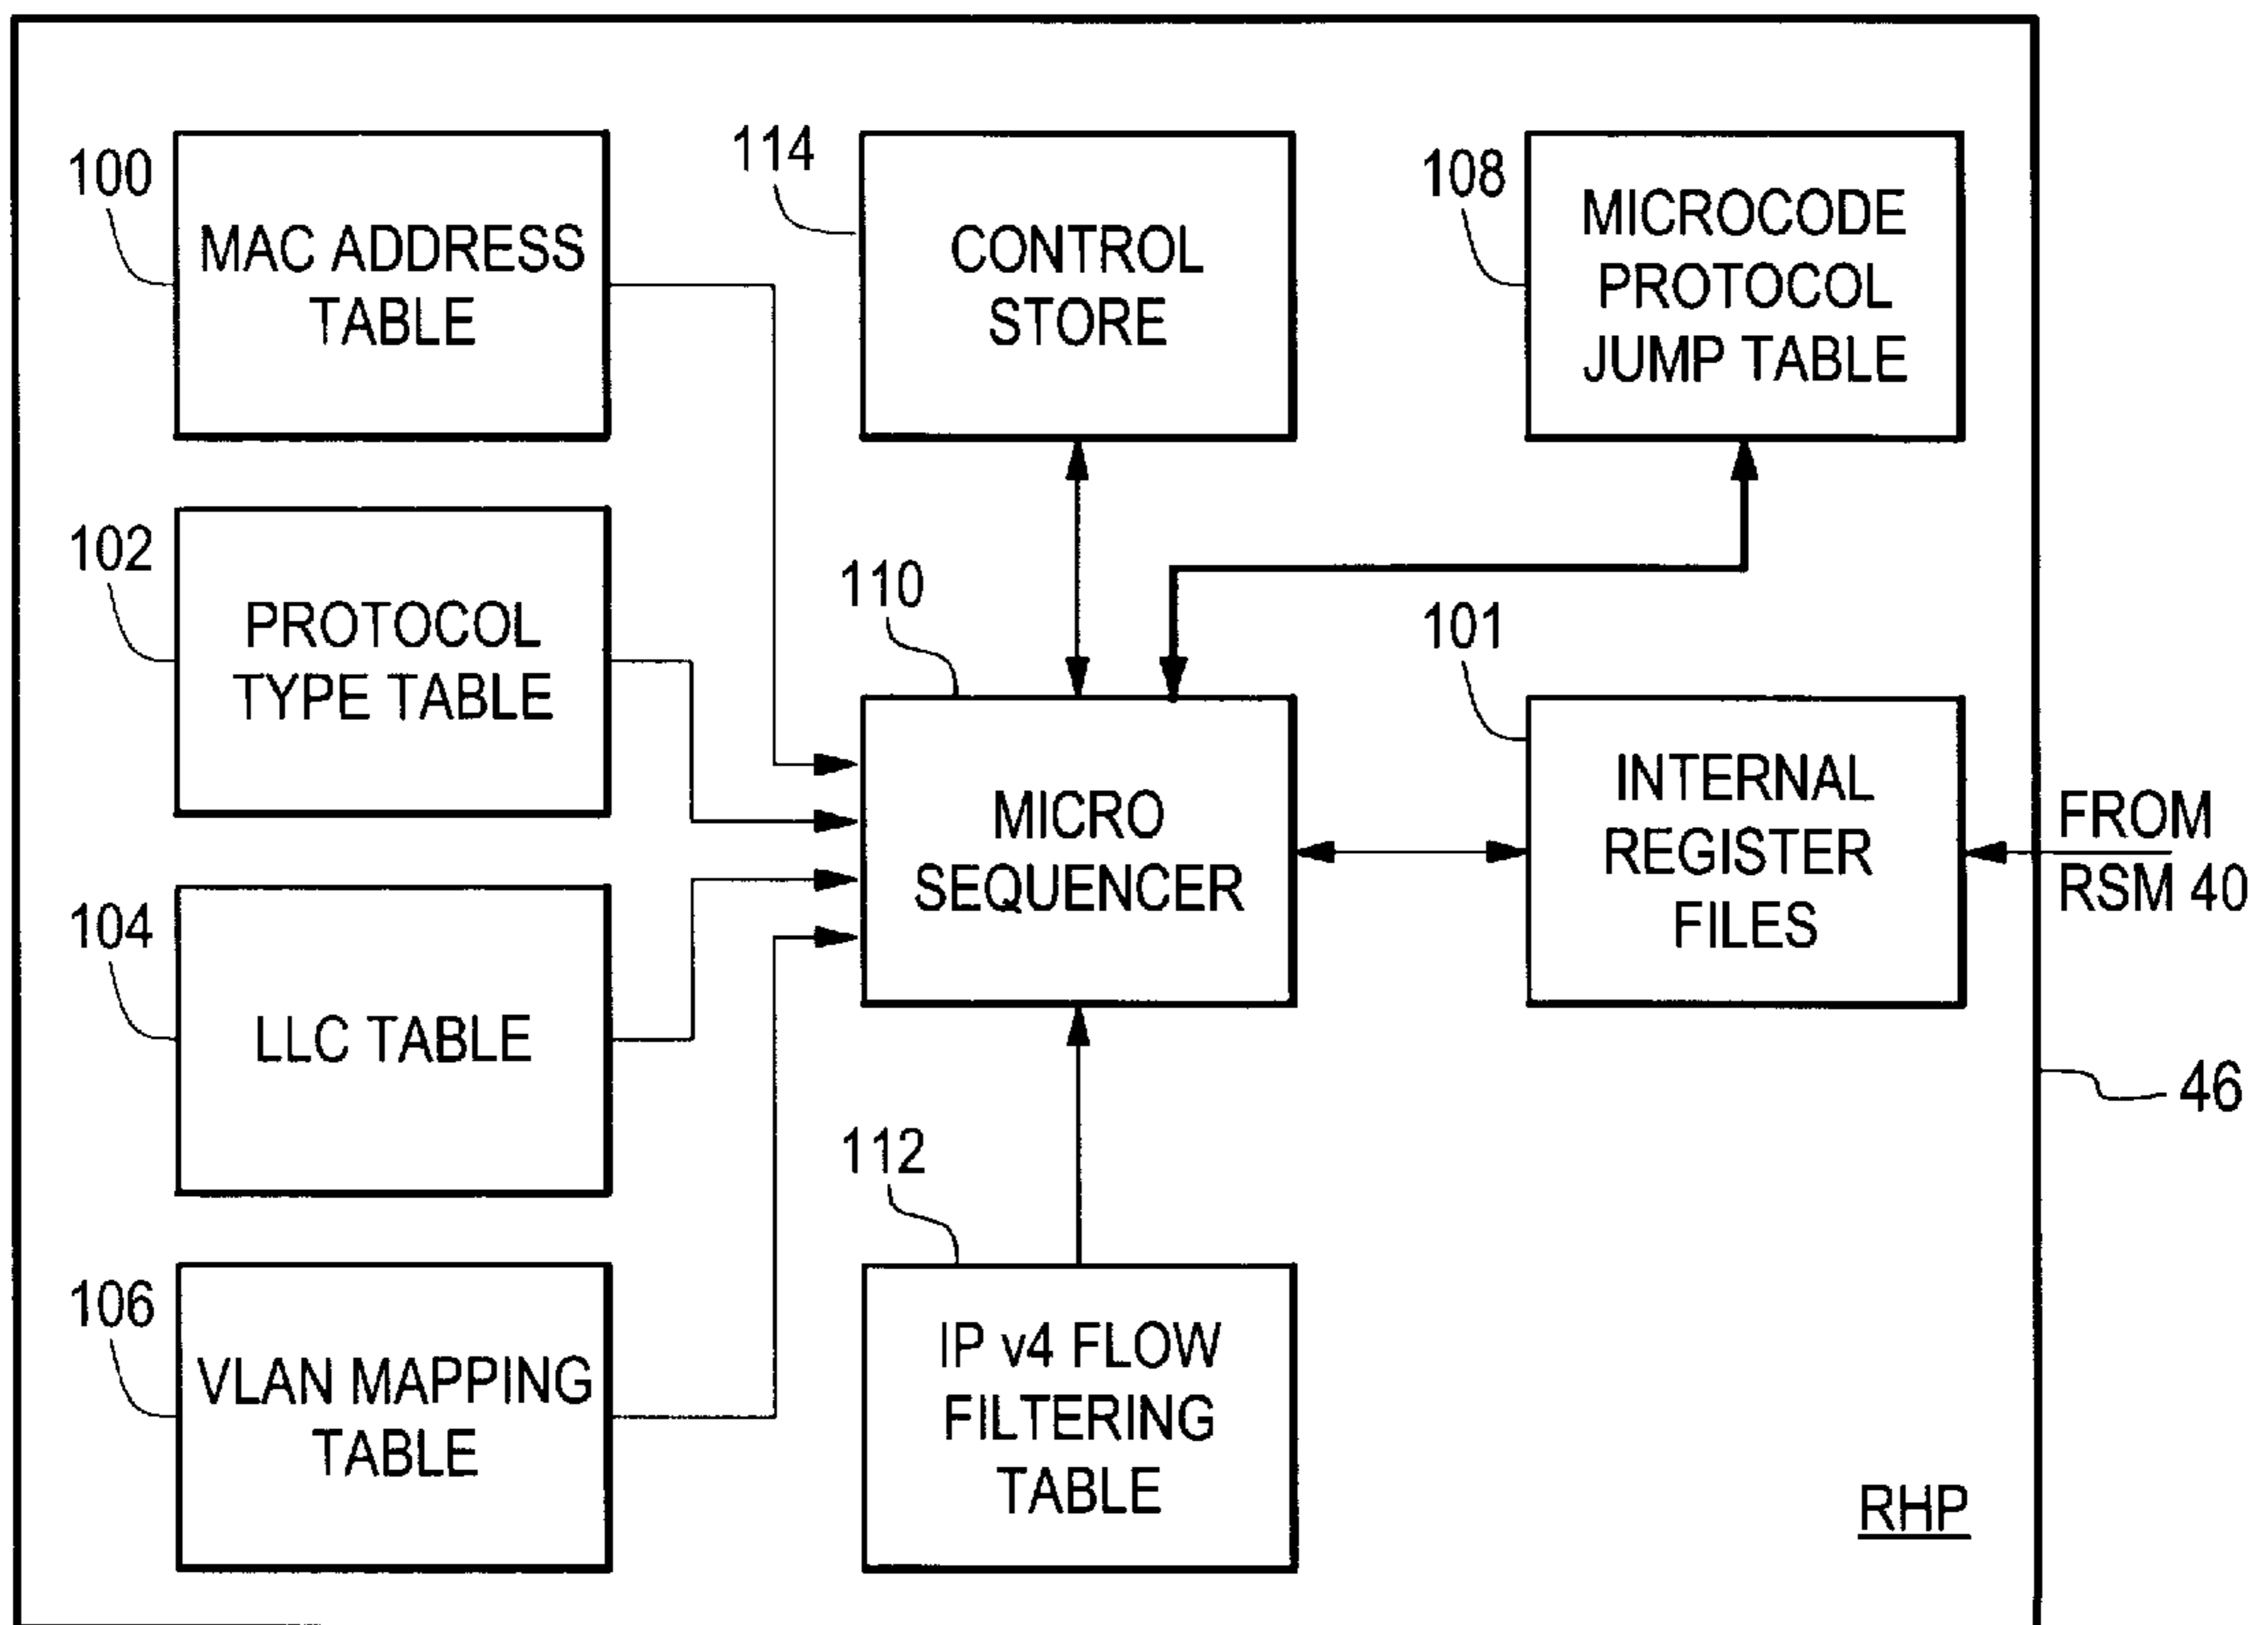 100
MAC ADDRESS
TABLE
114
CONTROL
STORE
108
MICROCODE
PROTOCOL
JUMP TABLE
102
PROTOCOL
TYPE TABLE
110
MICRO
SEQUENCER
101
INTERNAL
REGISTER
FILES
FROM
RSM 40
104
LLC TABLE
46
106
VLAN MAPPING
TABLE
112
IP v4 FLOW
FILTERING
TABLE
RHP